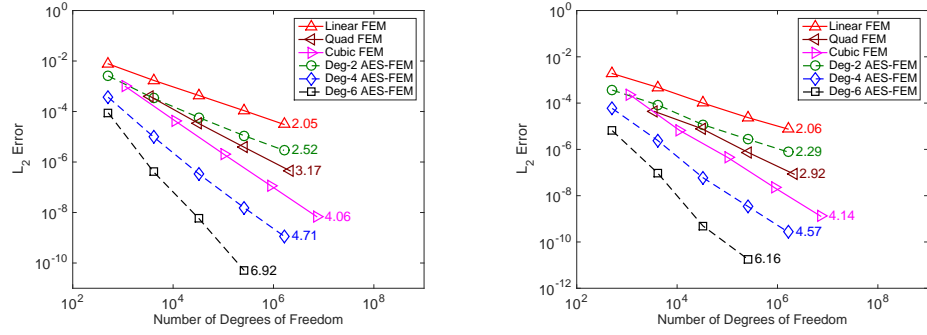 Linear FEM
Quad FEM
Cubic FEM
Deg-2 AES-FEM
Deg-4 AES-FEM
Deg-6 AES-FEM
10^0
10^-2
10^-4
10^-6
10^-8
10^-10
L_2 Error
2.05
2.52
3.17
4.06
4.71
6.92
10^2 10^4 10^6 10^8
Number of Degrees of Freedom
Linear FEM
Quad FEM
Cubic FEM
Deg-2 AES-FEM
Deg-4 AES-FEM
Deg-6 AES-FEM
10^0
10^-2
10^-4
10^-6
10^-8
10^-10
10^-12
L_2 Error
2.06
2.29
2.92
4.14
4.57
6.16
10^2 10^4 10^6 10^8
Number of Degrees of Freedom